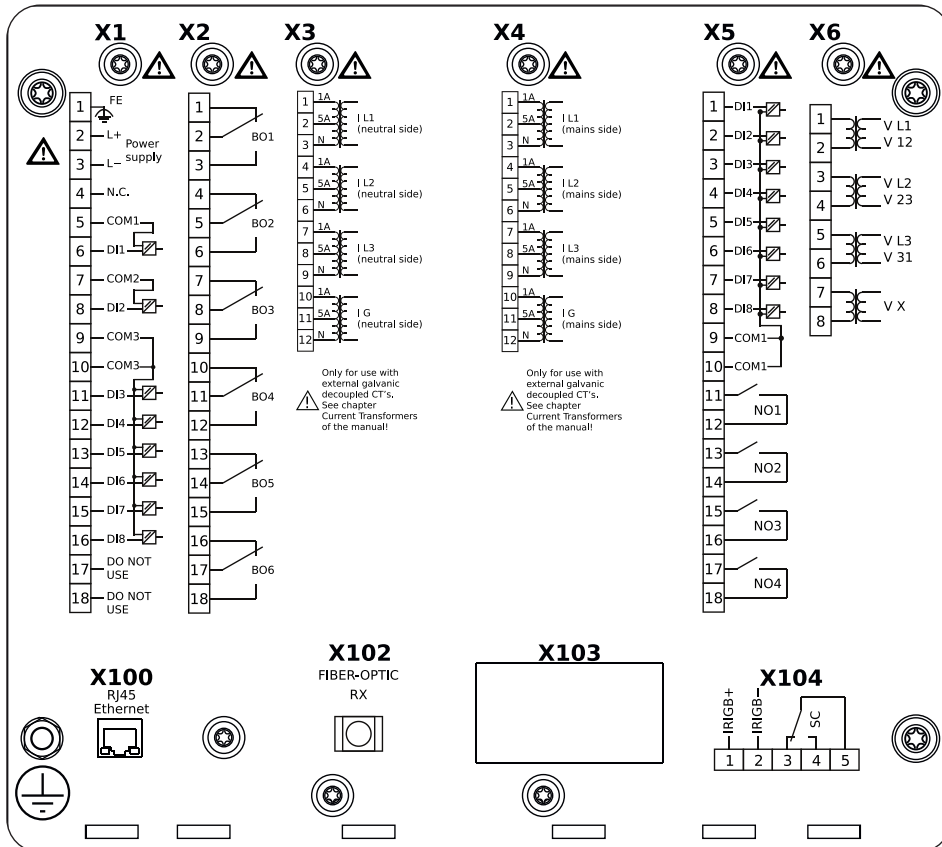 X1
1 FE
2 L+
Power
supply
3 L−
4 N.C.
5 COM1
6 DI1
7 COM2
8 DI2
9 COM3
10 COM3
11 DI3
12 DI4
13 DI5
14 DI6
15 DI7
16 DI8
17 DO NOT
USE
18 DO NOT
USE
X2
1
2 BO1
3
4
5 BO2
6
7
8 BO3
9
10
11 BO4
12
13
14 BO5
15
16
17 BO6
18
X3
1 1A
2 5A I L1
(neutral side)
3 N
4 1A
5 5A I L2
(neutral side)
6 N
7 1A
8 5A I L3
(neutral side)
9 N
10 1A
11 5A I G
(neutral side)
12 N
Only for use with
external galvanic
decoupled CT's.
See chapter
Current Transformers
of the manual!
X4
1 1A
2 5A I L1
(mains side)
3 N
4 1A
5 5A I L2
(mains side)
6 N
7 1A
8 5A I L3
(mains side)
9 N
10 1A
11 5A I G
(mains side)
12 N
Only for use with
external galvanic
decoupled CT's.
See chapter
Current Transformers
of the manual!
X5
1 DI1
2 DI2
3 DI3
4 DI4
5 DI5
6 DI6
7 DI7
8 DI8
9 COM1
10 COM1
11
NO1
12
13
NO2
14
15
NO3
16
17
NO4
18
X6
1 V L1
2 V 12
3 V L2
4 V 23
5 V L3
6 V 31
7 V X
8
X100
RJ45
Ethernet
X102
FIBER-OPTIC
RX
X103
X104
IRIGB+
IRIGB−
SC
1 2 3 4 5